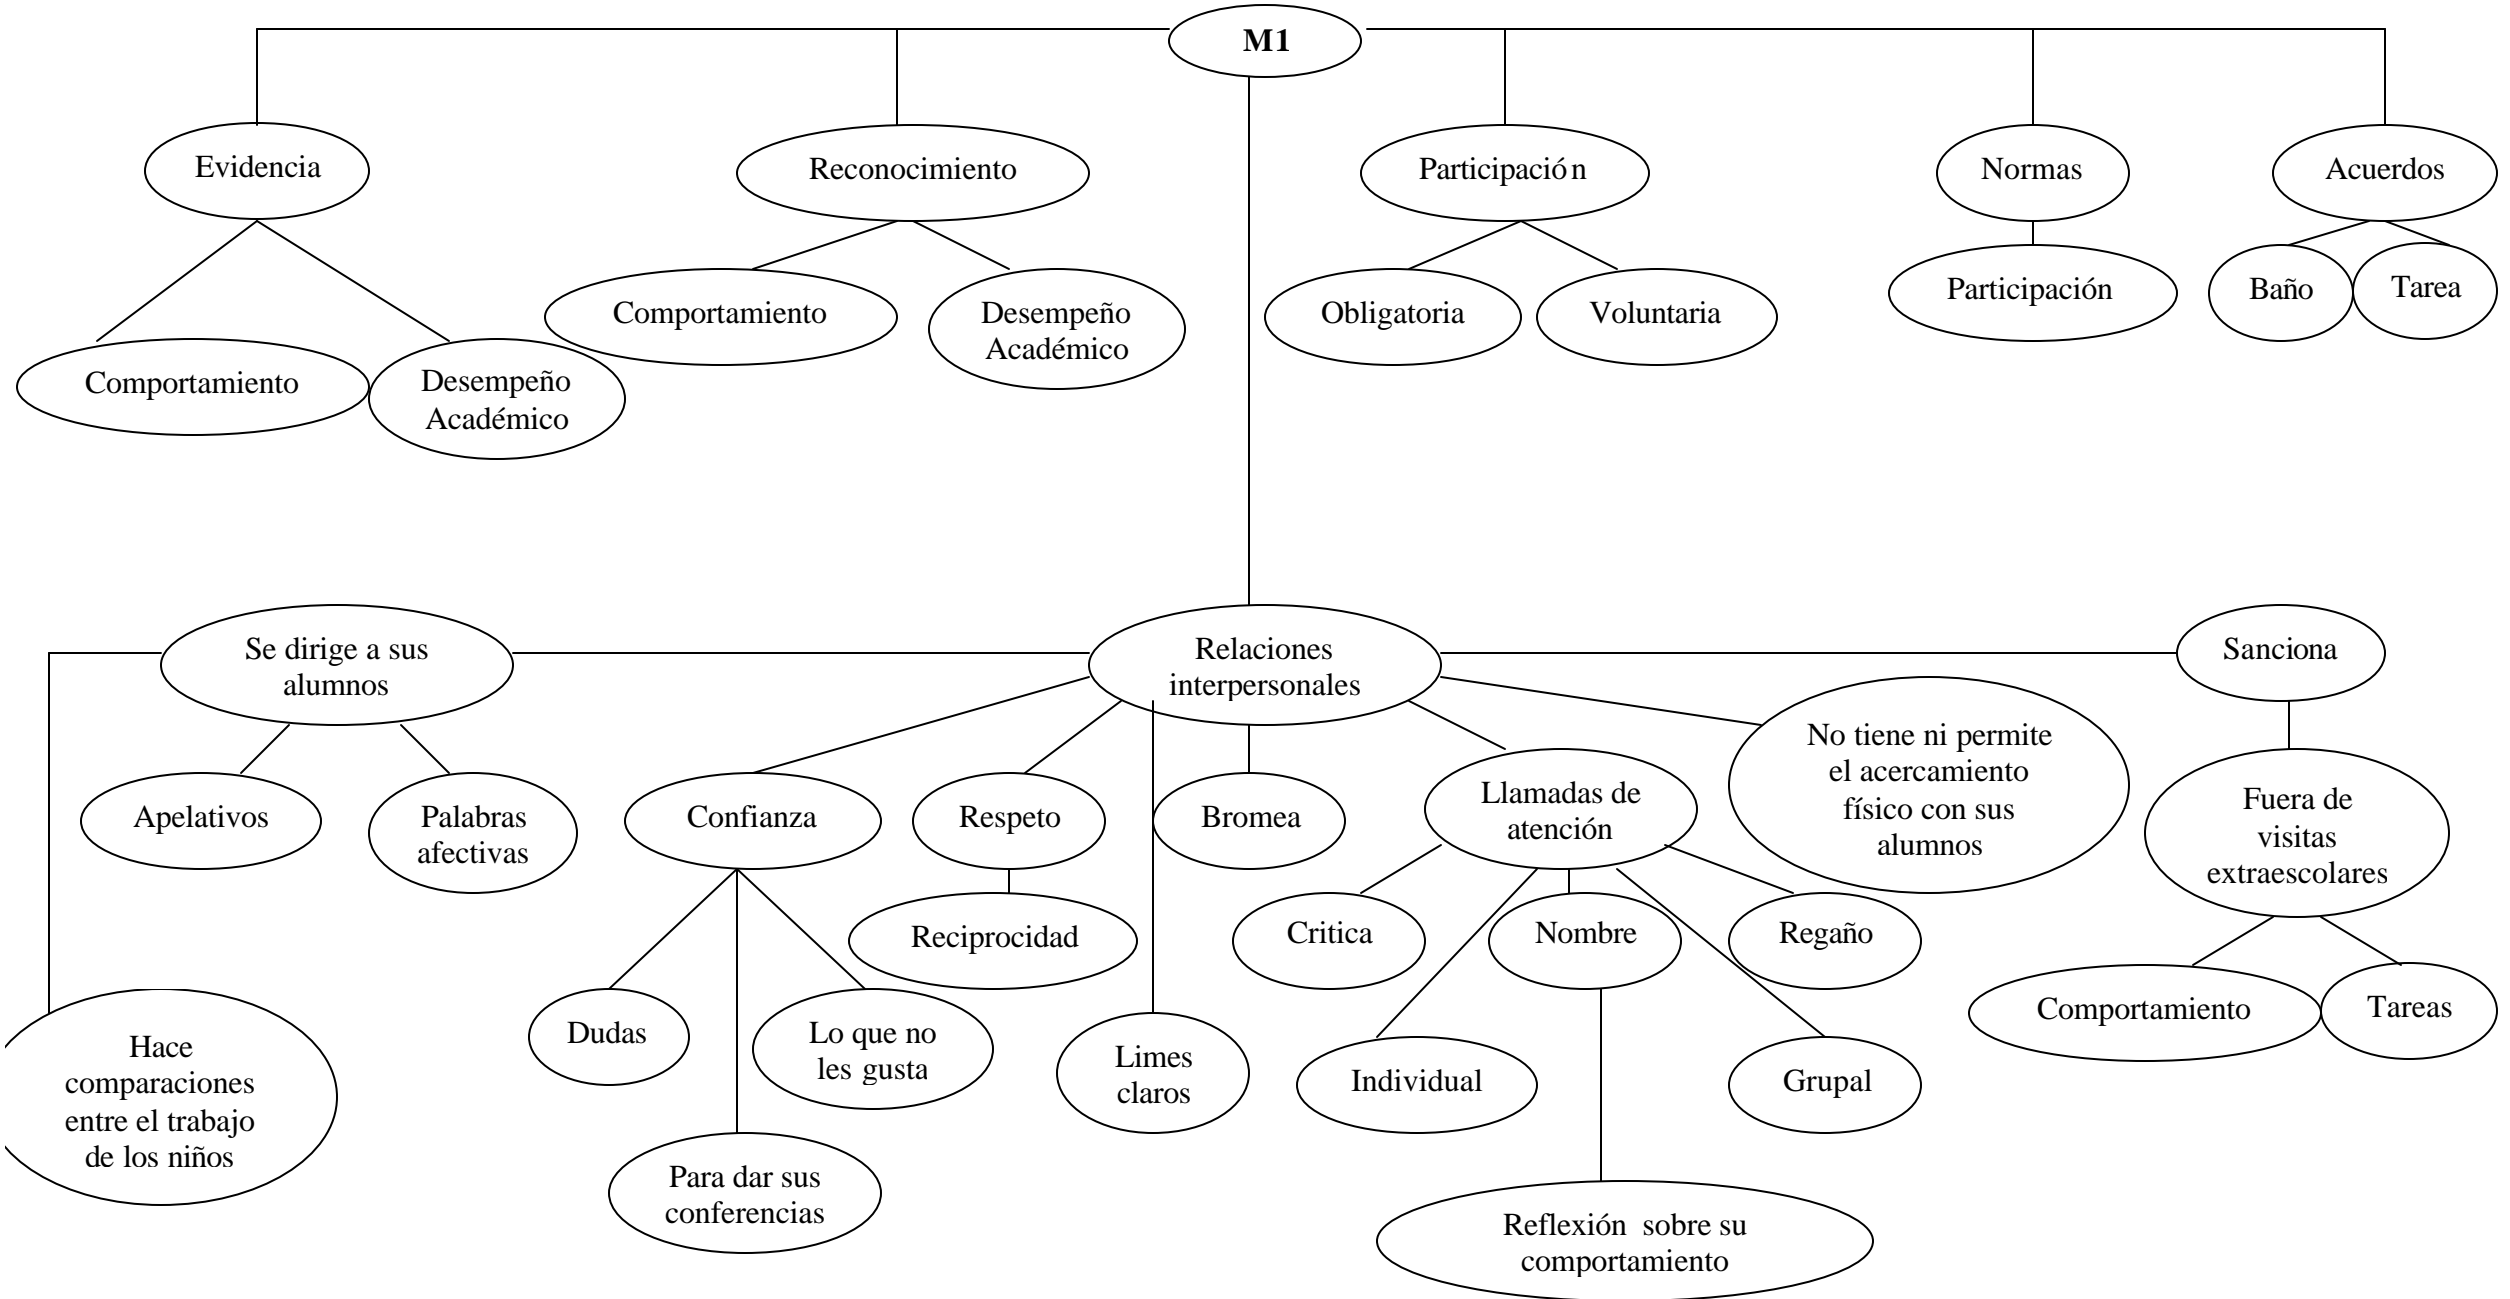 M1
Evidencia
Reconocimiento
Participación
Normas
Acuerdos
Comportamiento
Desempeño
Académico
Comportamiento
Desempeño
Académico
Obligatoria
Voluntaria
Participación
Baño
Tarea
Se dirige a sus
alumnos
Relaciones
interpersonales
Sanciona
Apelativos
Palabras
afectivas
Confianza
Respeto
Bromea
Llamadas de
atención
No tiene ni permite
el acercamiento
físico con sus
alumnos
Fuera de
visitas
extraescolares
Reciprocidad
Critica
Nombre
Regaño
Hace
comparaciones
entre el trabajo
de los niños
Dudas
Lo que no
les gusta
Limes
claros
Individual
Grupal
Comportamiento
Tareas
Para dar sus
conferencias
Reflexión  sobre su
comportamiento